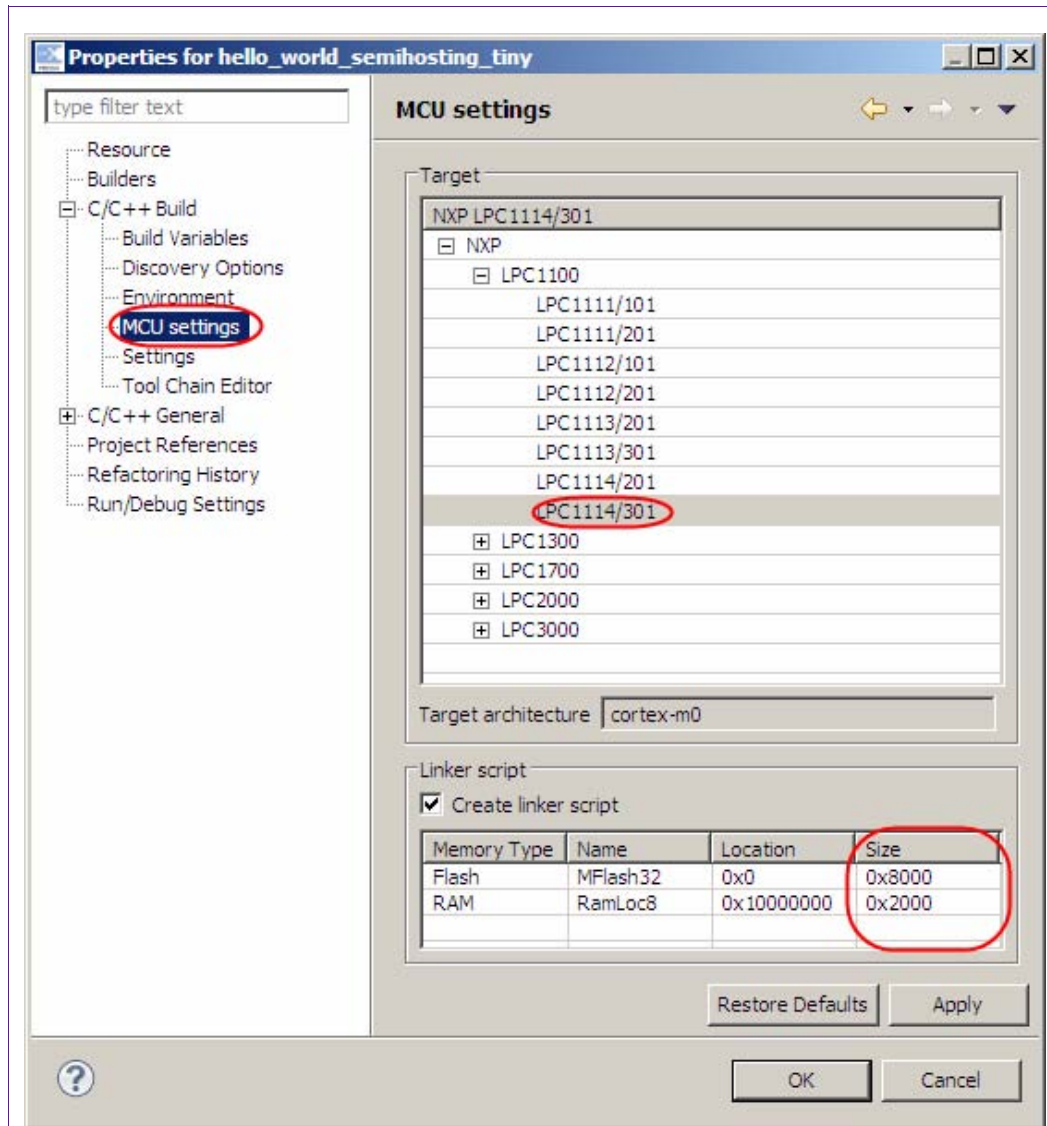 Properties for hello_world_semihosting_tiny
type filter text
Resource
Builders
C/C++ Build
Build Variables
Discovery Options
Environment
MCU settings
Settings
Tool Chain Editor
C/C++ General
Project References
Refactoring History
Run/Debug Settings
MCU settings
Target
NXP LPC1114/301
NXP
LPC1100
LPC1111/101
LPC1111/201
LPC1112/101
LPC1112/201
LPC1113/201
LPC1113/301
LPC1114/201
LPC1114/301
LPC1300
LPC1700
LPC2000
LPC3000
Target architecture cortex-m0
Linker script
Create linker script
Memory Type Name Location Size
Flash MFlash32 0x0 0x8000
RAM RamLoc8 0x10000000 0x2000
Restore Defaults Apply
? OK Cancel